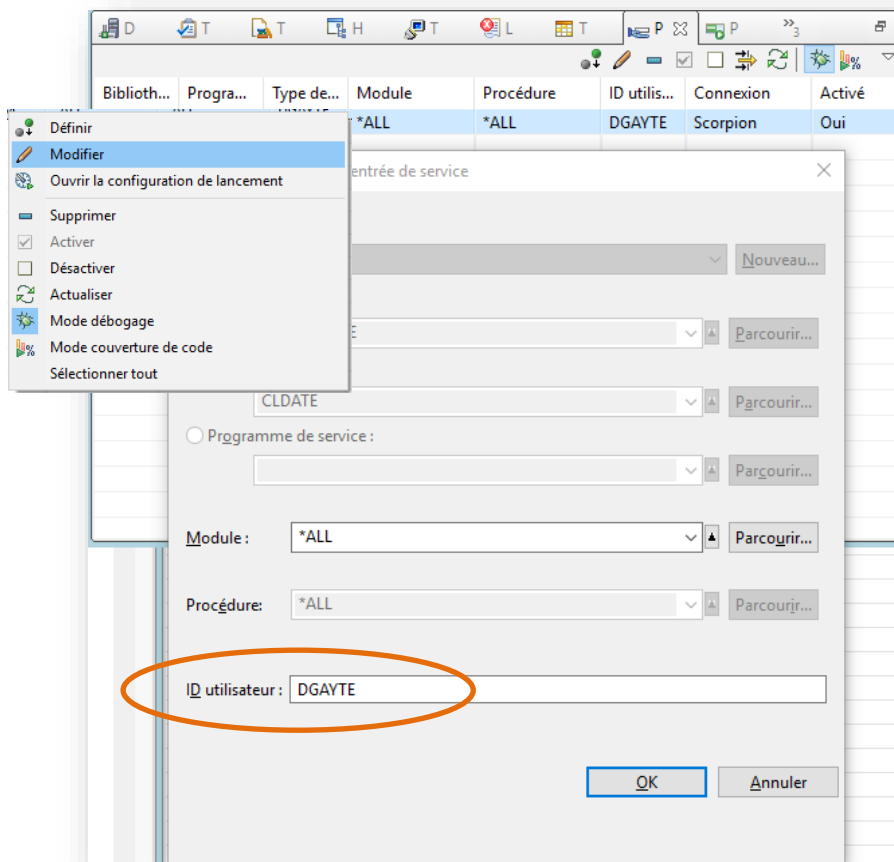 D T T H T L T P P »3
Biblioth... Progra... Type de... Module Procédure ID utilis... Connexion Activé
*ALL *ALL DGAYTE Scorpion Oui
Définir
Modifier
Ouvrir la configuration de lancement
Supprimer
Activer
Désactiver
Actualiser
Mode débogage
Mode couverture de code
Sélectionner tout
entrée de service
Nouveau...
E Parcourir...
CLDATE Parcourir...
Programme de service :
Parcourir...
Module : *ALL Parcourir...
Procédure: *ALL Parcourir...
ID utilisateur : DGAYTE
OK Annuler